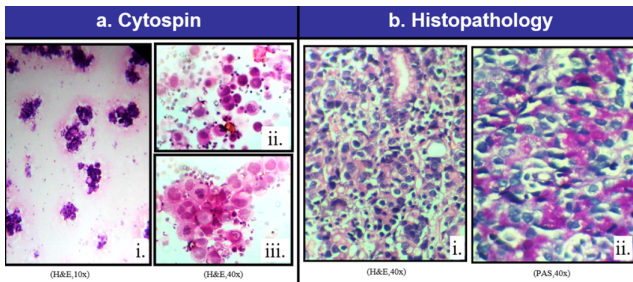 a. Cytospin
b. Histopathology
i.
ii.
iii.
i.
ii.
(H&E,10x)
(H&E,40x)
(H&E,40x)
(PAS,40x)